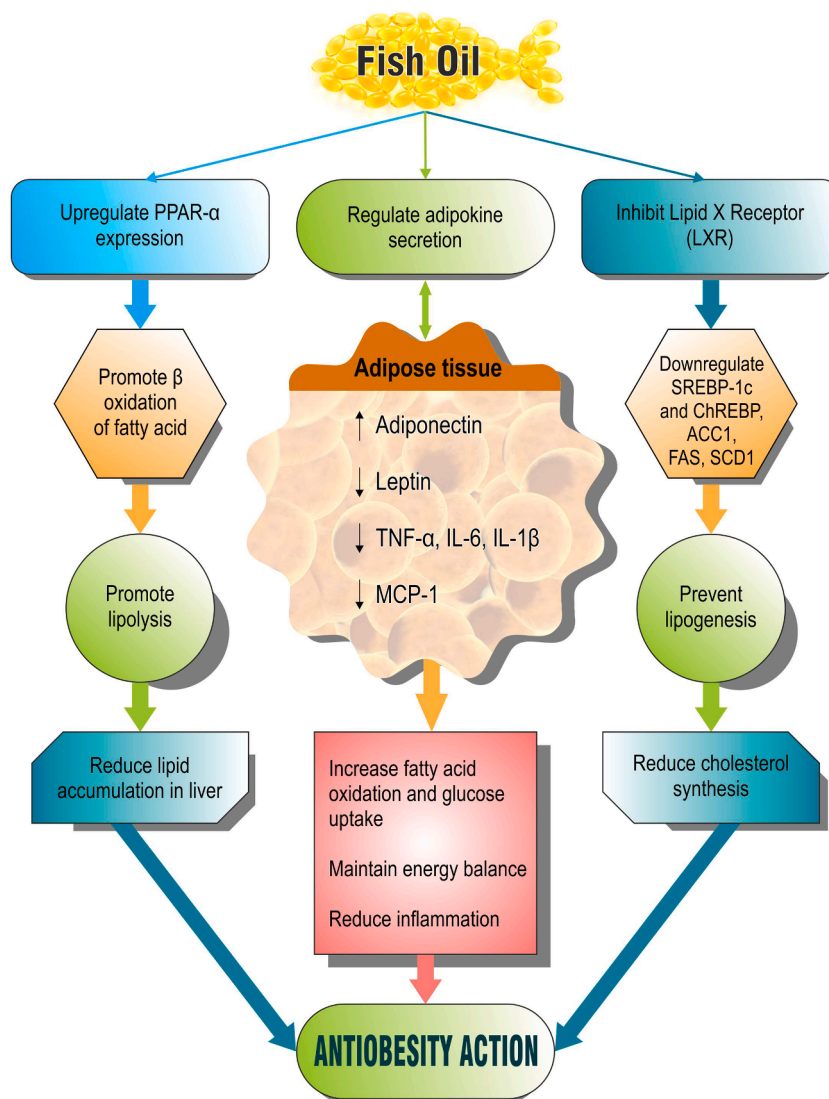 Fish Oil
Upregulate PPAR-α
expression
Regulate adipokine
secretion
Inhibit Lipid X Receptor
(LXR)
Promote β
oxidation
of fatty acid
Adipose tissue
↑ Adiponectin
↓ Leptin
↓ TNF-α, IL-6, IL-1β
↓ MCP-1
Downregulate
SREBP-1c
and ChREBP,
ACC1,
FAS, SCD1
Promote
lipolysis
Prevent
lipogenesis
Reduce lipid
accumulation in liver
Increase fatty acid
oxidation and glucose
uptake
Maintain energy balance
Reduce inflammation
Reduce cholesterol
synthesis
ANTIOBESITY ACTION